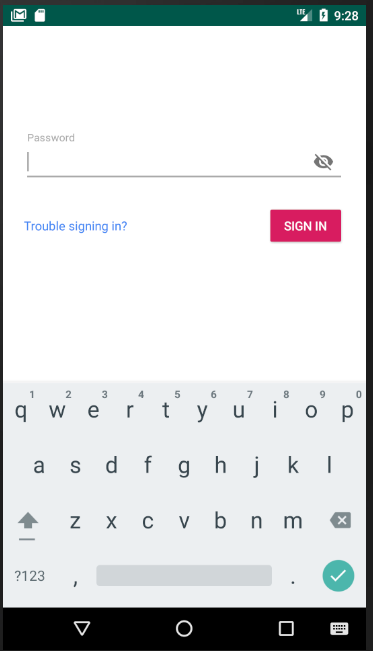 LTE 9:28
Password
Trouble signing in?
SIGN IN
1 2 3 4 5 6 7 8 9 0
q w e r t y u i o p
a s d f g h j k l
z x c v b n m
?123 , .